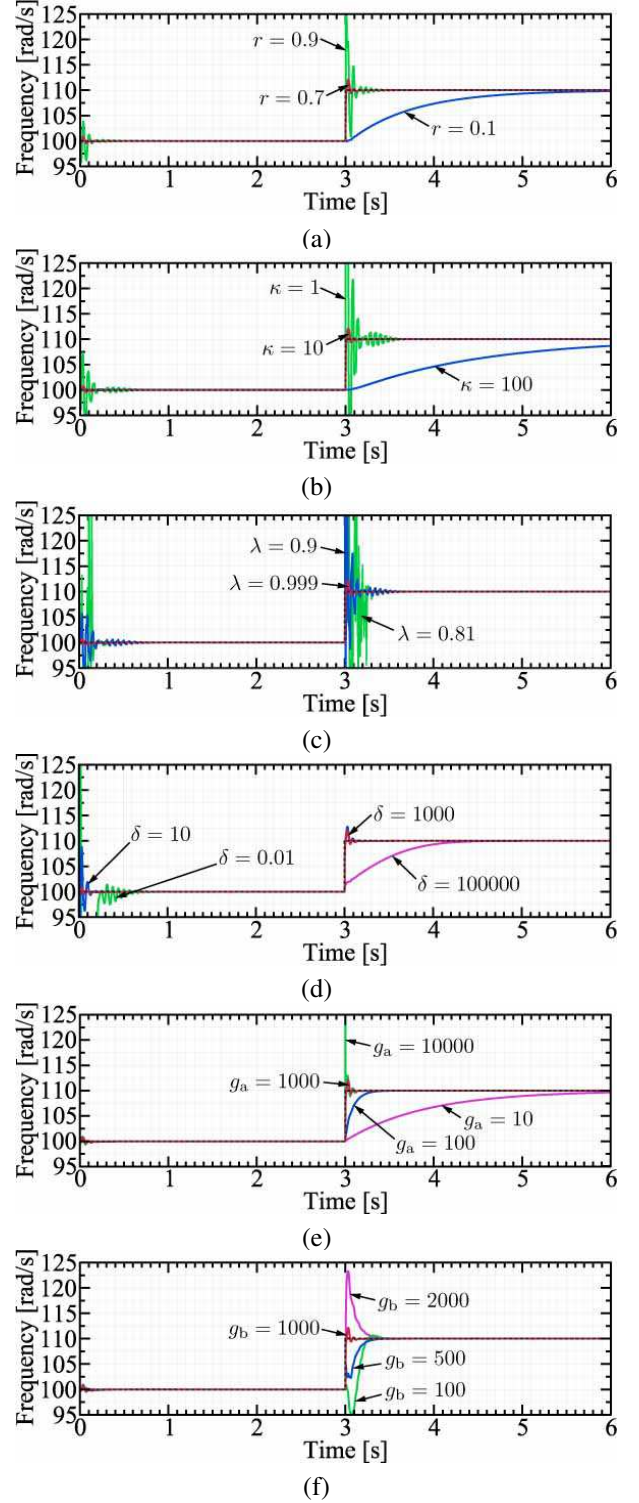 Frequency [rad/s]
125
120
115
110
105
100
95
r = 0.9
r = 0.7
r = 0.1
0 1 2 3 4 5 6
Time [s]
(a)
Frequency [rad/s]
125
120
115
110
105
100
95
κ = 1
κ = 10
κ = 100
0 1 2 3 4 5 6
Time [s]
(b)
Frequency [rad/s]
125
120
115
110
105
100
95
λ = 0.9
λ = 0.999
λ = 0.81
0 1 2 3 4 5 6
Time [s]
(c)
Frequency [rad/s]
125
120
115
110
105
100
95
δ = 10
δ = 0.01
δ = 1000
δ = 100000
0 1 2 3 4 5 6
Time [s]
(d)
Frequency [rad/s]
125
120
115
110
105
100
95
g_a = 10000
g_a = 1000
g_a = 10
g_a = 100
0 1 2 3 4 5 6
Time [s]
(e)
Frequency [rad/s]
125
120
115
110
105
100
95
g_b = 2000
g_b = 1000
g_b = 500
g_b = 100
0 1 2 3 4 5 6
Time [s]
(f)